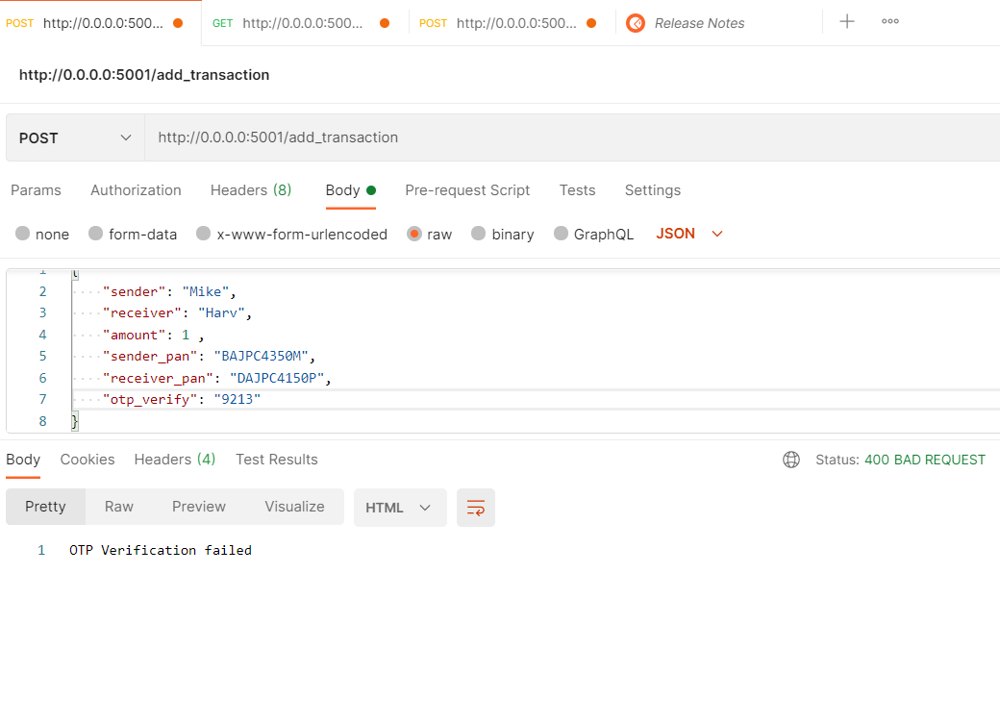 POST http://0.0.0.0:500... GET http://0.0.0.0:500... POST http://0.0.0.0:500... Release Notes
http://0.0.0.0:5001/add_transaction
POST http://0.0.0.0:5001/add_transaction
Params Authorization Headers (8) Body Pre-request Script Tests Settings
none form-data x-www-form-urlencoded raw binary GraphQL JSON
1 {
2 "sender": "Mike",
3 "receiver": "Harv",
4 "amount": 1 ,
5 "sender_pan": "BAJPC4350M",
6 "receiver_pan": "DAJPC4150P",
7 "otp_verify": "9213"
8 }
Body Cookies Headers (4) Test Results Status: 400 BAD REQUEST
Pretty Raw Preview Visualize HTML
1 OTP Verification failed